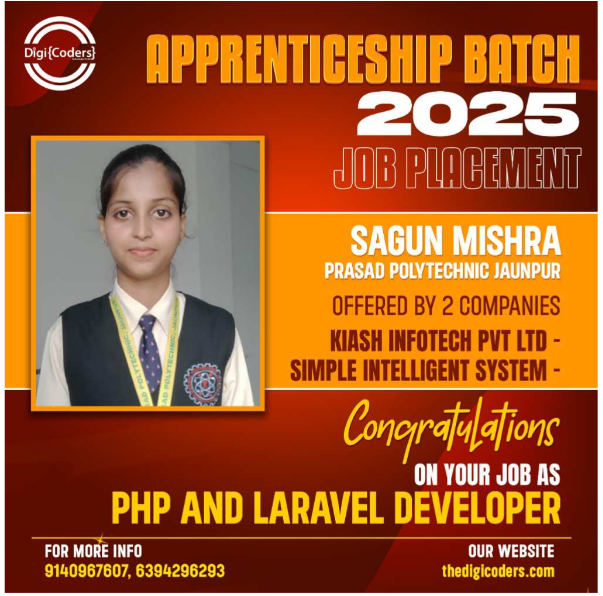 Digi{Coders}
APPRENTICESHIP BATCH
2025
JOB PLACEMENT
SAGUN MISHRA
PRASAD POLYTECHNIC JAUNPUR
OFFERED BY 2 COMPANIES
KIASH INFOTECH PVT LTD -
SIMPLE INTELLIGENT SYSTEM -
Congratulations
ON YOUR JOB AS
PHP AND LARAVEL DEVELOPER
FOR MORE INFO
9140967607, 6394296293
OUR WEBSITE
thedigicoders.com